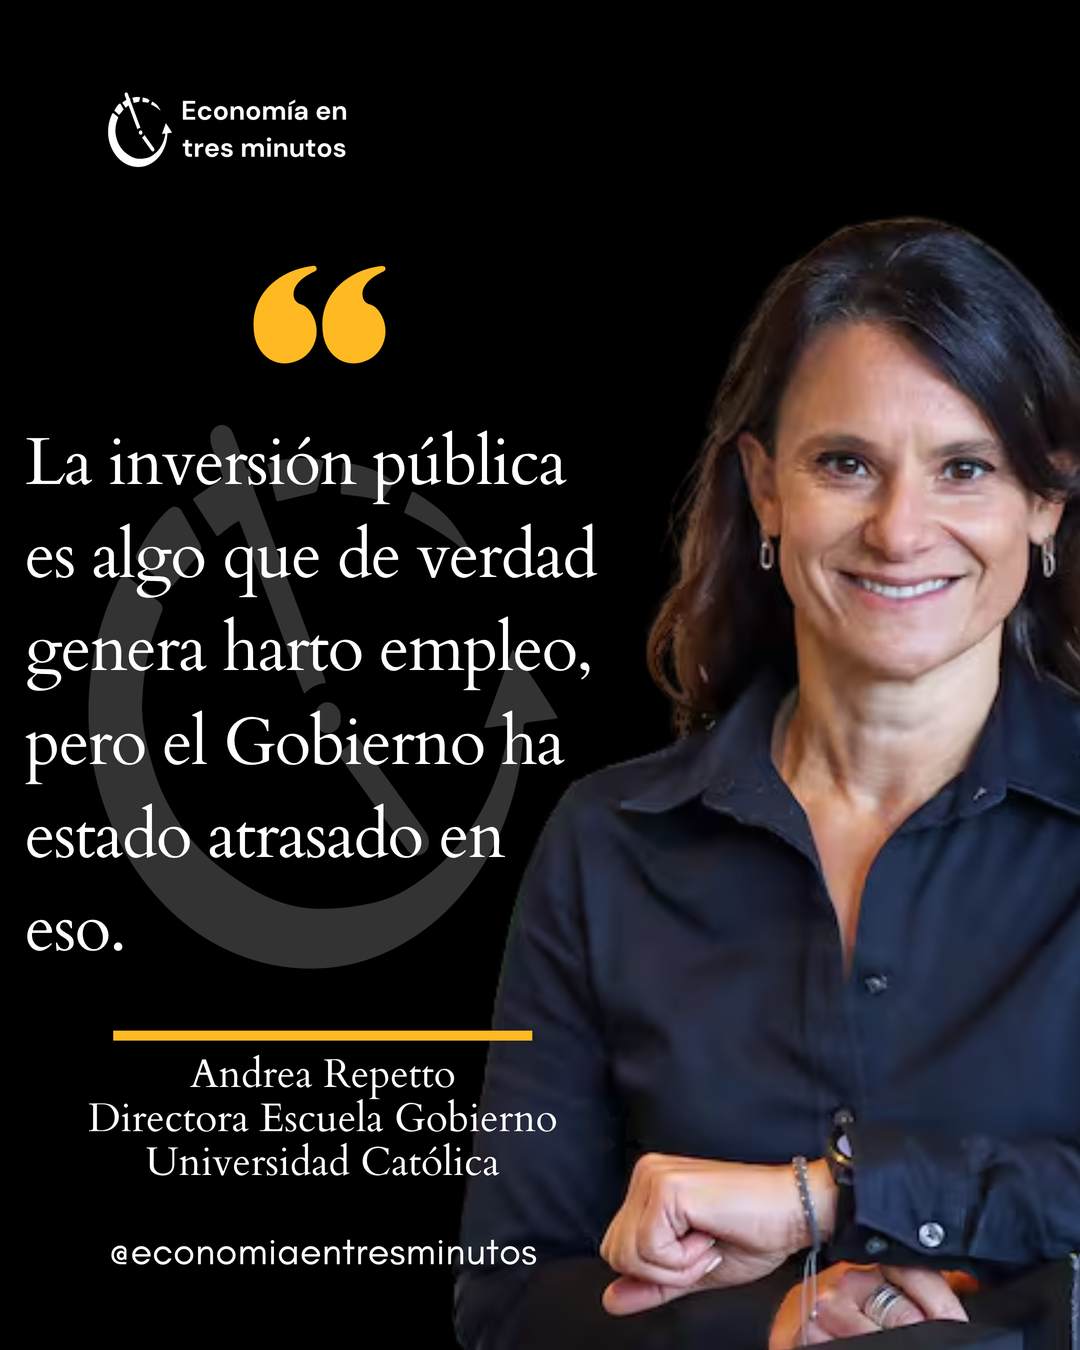 Economía en
tres minutos
“
La inversión pública
es algo que de verdad
genera harto empleo,
pero el Gobierno ha
estado atrasado en
eso.
Andrea Repetto
Directora Escuela Gobierno
Universidad Católica
@economiaentresminutos